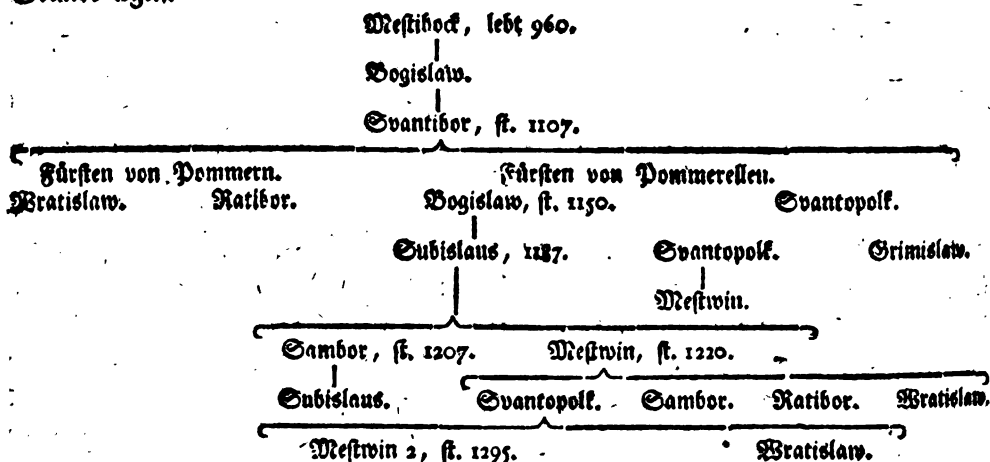 Mestibock, lebt 960.
Bogislaw.
Svantibor, st. 1107.
Fürsten von Pommern. Fürsten von Pommerellen.
Wratislaw. Ratibor. Bogislaw, st. 1150. Svantopolk.
Subislaus, 1187. Svantopolk. Grimislaw.
Mestwin.
Sambor, st. 1207. Mestwin, st. 1220.
Subislaus. Svantopolk. Sambor. Ratibor. Wratislaw.
Mestwin 2, st. 1295. Wratislaw.